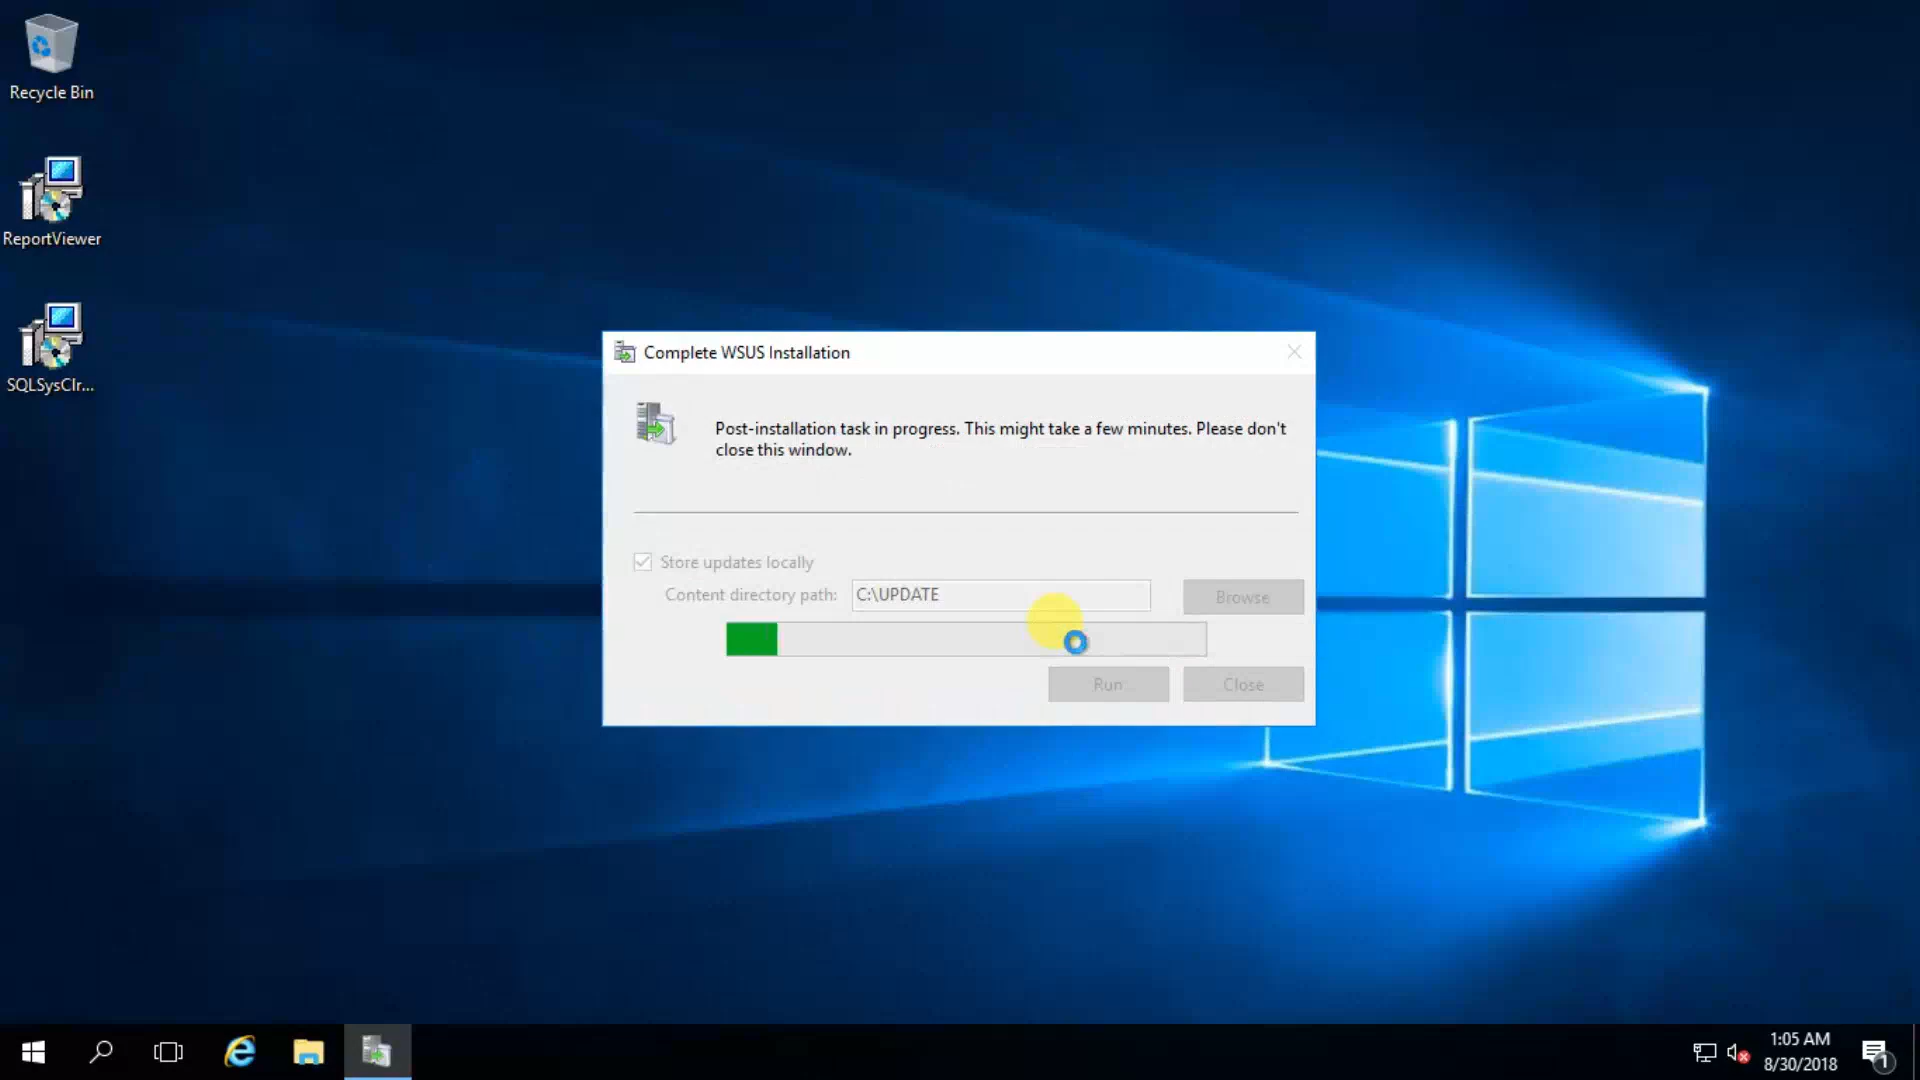 Recycle Bin
ReportViewer
SQLSysClr...
Complete WSUS Installation
Post-installation task in progress. This might take a few minutes. Please don't
close this window.
Store updates locally
Content directory path: C:\UPDATE Browse
Run Close
1:05 AM
8/30/2018
1